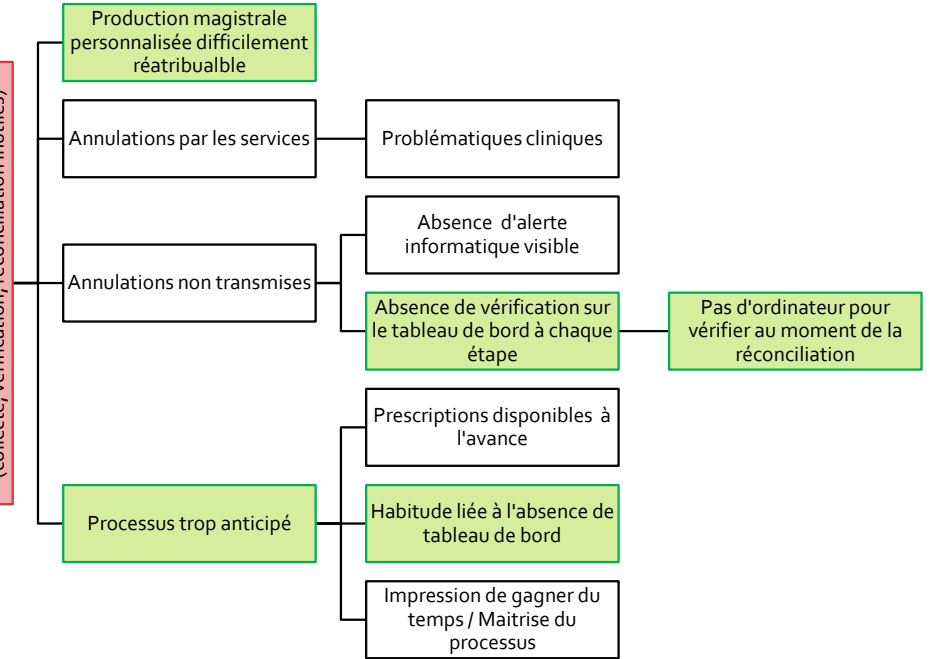 Production magistrale
personnalisée difficilement
réatribualble
Annulations par les services
Problématiques cliniques
Absence d'alerte
informatique visible
Annulations non transmises
Absence de vérification sur
le tableau de bord à chaque
étape
Pas d'ordinateur pour
vérifier au moment de la
réconciliation
Prescriptions disponibles à
l'avance
Processus trop anticipé
Habitude liée à l'absence de
tableau de bord
Impression de gagner du
temps / Maitrise du
processus